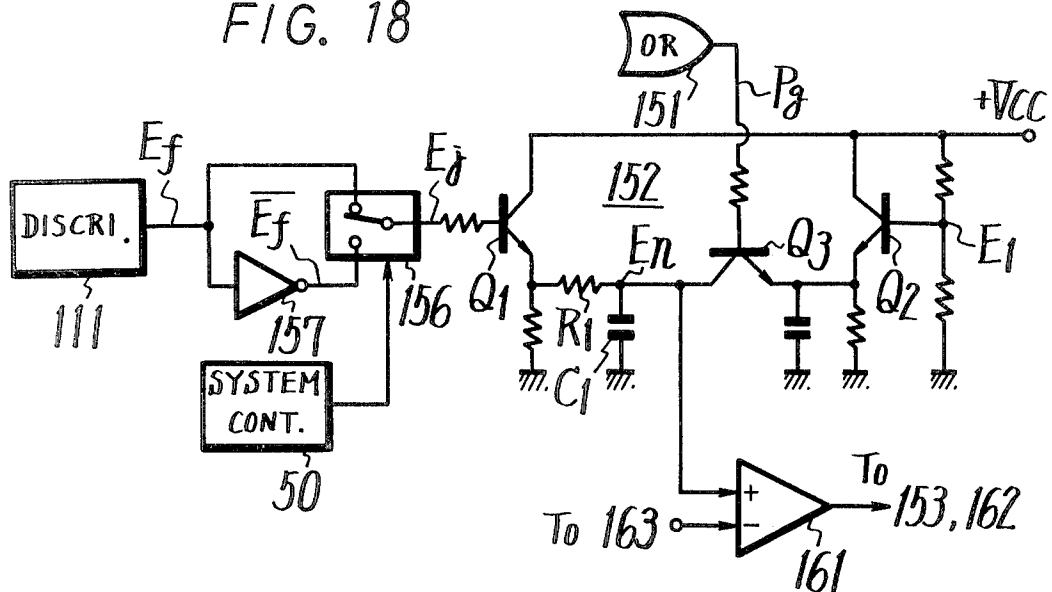 FIG. 18
OR
151
Pg
+VCC
Ef
Ej
152
DISCRI.
E̅f̅
En
Q3
E1
Q1
Q2
111
157
156
R1
C1
SYSTEM
CONT.
50
+
To
153, 162
To 163
−
161